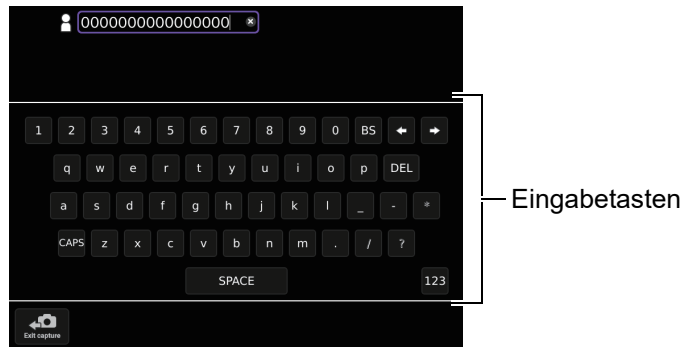 0000000000000000
1 2 3 4 5 6 7 8 9 0 BS
q w e r t y u i o p DEL
Eingabetasten
a s d f g h j k l _ - *
CAPS z x c v b n m . / ?
SPACE 123
Exit capture